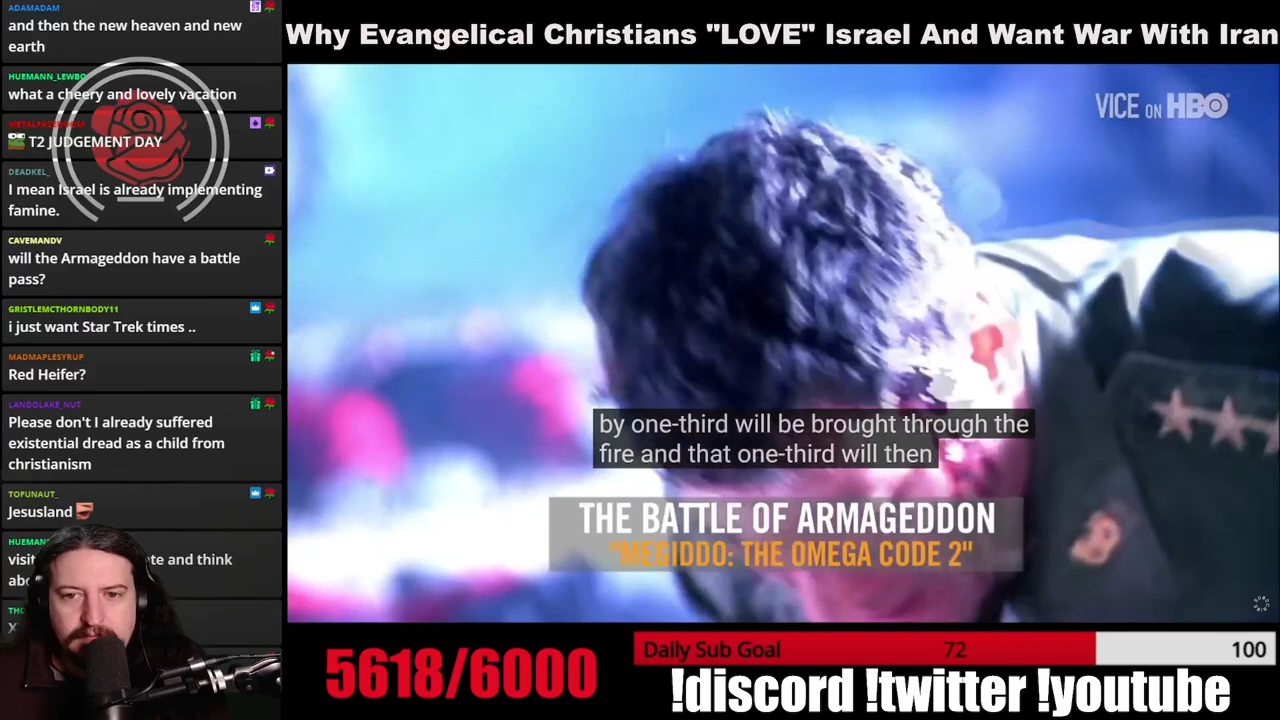 ADAMADAM
and then the new heaven and new
earth
HUEMANN_LEWBO
what a cheery and lovely vacation
T2 JUDGEMENT DAY
DEADKEL_
I mean Israel is already implementing
famine.
CAVEMANDV
will the Armageddon have a battle
pass?
GRISTLEMCTHORNBODY11
i just want Star Trek times ..
MADMAPLESYRUP
Red Heifer?
LANDOLAKE_NUT
Please don't I already suffered
existential dread as a child from
christianism
TOFUNAUT_
Jesusland
HUEMAN
visit
te and think
abo
THO
X
Why Evangelical Christians "LOVE" Israel And Want War With Iran
VICE ON HBO
by one-third will be brought through the
fire and that one-third will then
THE BATTLE OF ARMAGEDDON
"MEGIDDO: THE OMEGA CODE 2"
5618/6000
Daily Sub Goal 72 100
!discord !twitter !youtube